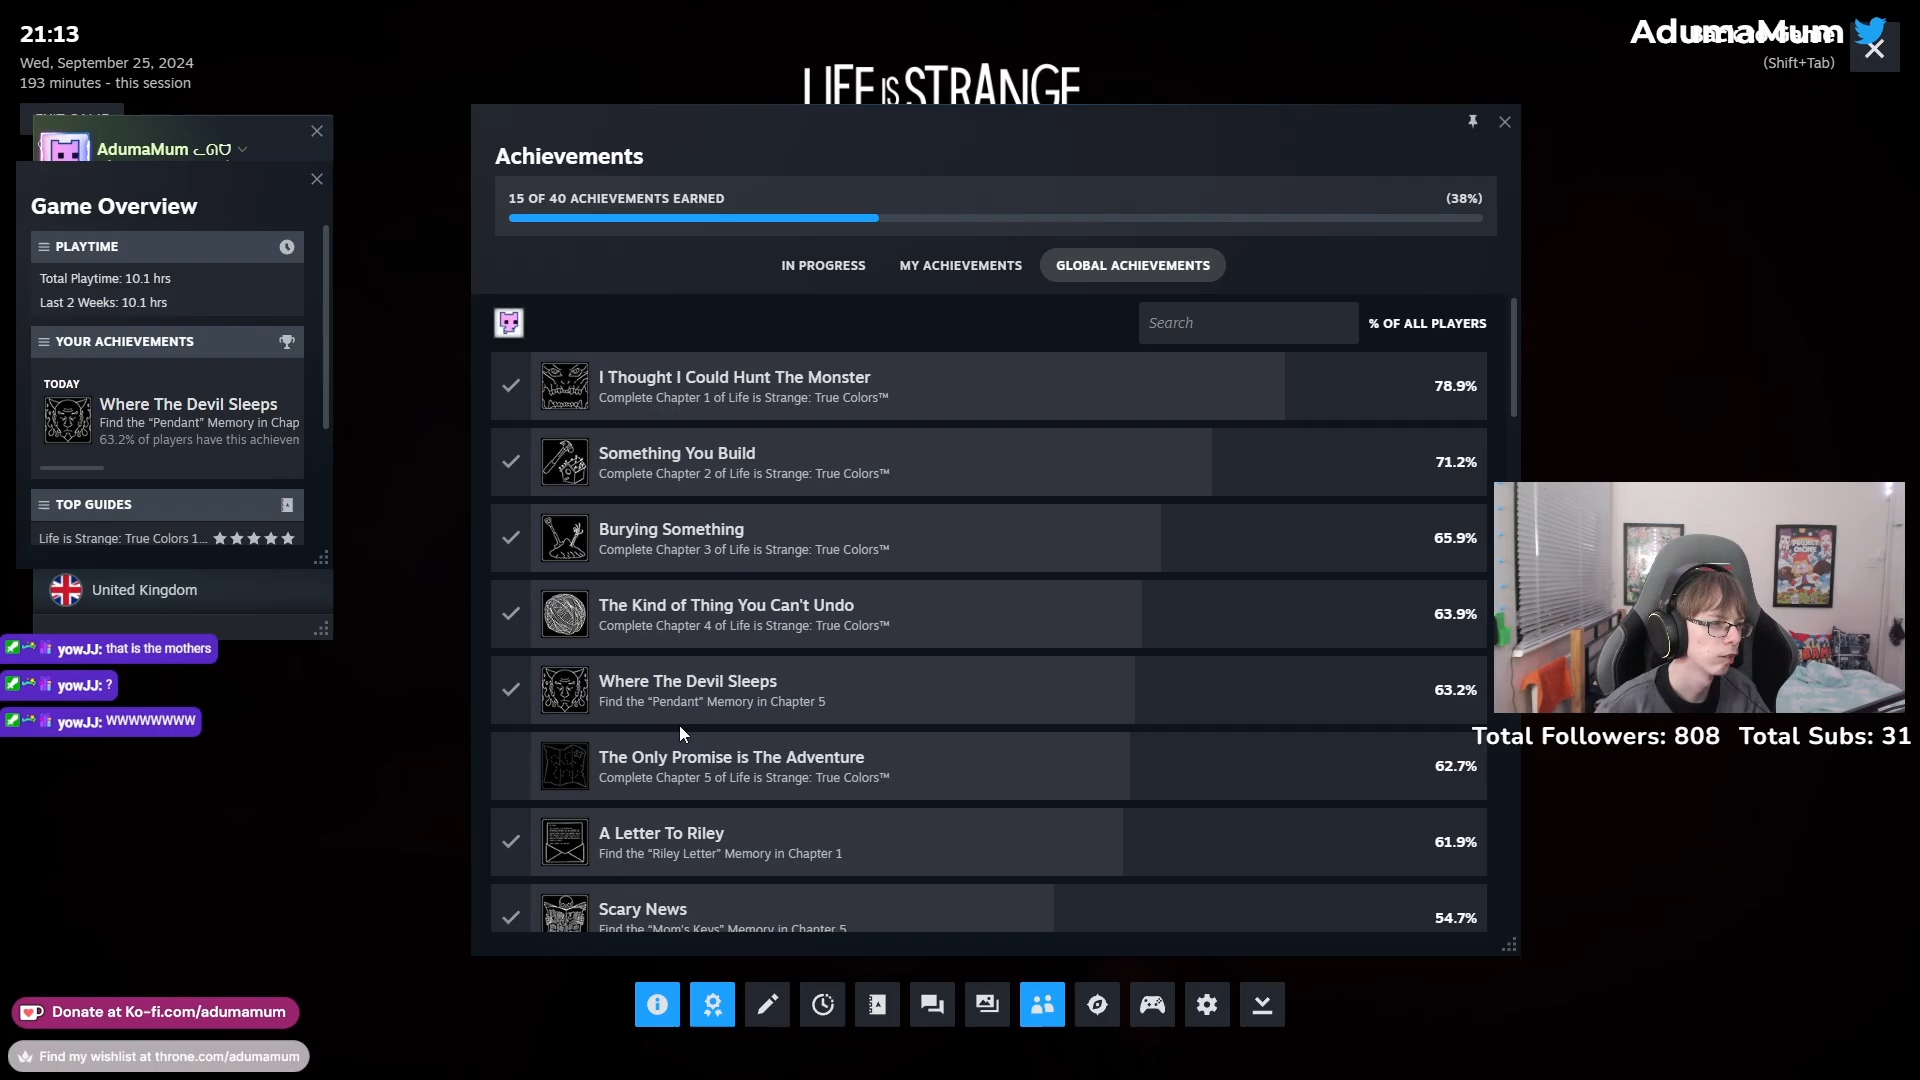 21:13
Wed, September 25, 2024
193 minutes - this session
AdumaMum
(Shift+Tab)
LIFE IS STRANGE
AdumaMum
Game Overview
PLAYTIME
Total Playtime: 10.1 hrs
Last 2 Weeks: 10.1 hrs
YOUR ACHIEVEMENTS
TODAY
Where The Devil Sleeps
Find the “Pendant” Memory in Chap
63.2% of players have this achievem
TOP GUIDES
Life is Strange: True Colors 1...
United Kingdom
yowJJ: that is the mothers
yowJJ: ?
yowJJ: WWWWWWWW
Donate at Ko-fi.com/adumamum
Find my wishlist at throne.com/adumamum
Achievements
15 OF 40 ACHIEVEMENTS EARNED (38%)
IN PROGRESS MY ACHIEVEMENTS GLOBAL ACHIEVEMENTS
Search % OF ALL PLAYERS
I Thought I Could Hunt The Monster
Complete Chapter 1 of Life is Strange: True Colors™
78.9%
Something You Build
Complete Chapter 2 of Life is Strange: True Colors™
71.2%
Burying Something
Complete Chapter 3 of Life is Strange: True Colors™
65.9%
The Kind of Thing You Can't Undo
Complete Chapter 4 of Life is Strange: True Colors™
63.9%
Where The Devil Sleeps
Find the “Pendant” Memory in Chapter 5
63.2%
The Only Promise is The Adventure
Complete Chapter 5 of Life is Strange: True Colors™
62.7%
A Letter To Riley
Find the “Riley Letter” Memory in Chapter 1
61.9%
Scary News
Find the “Mom's Keys” Memory in Chapter 5
54.7%
Total Followers: 808 Total Subs: 31